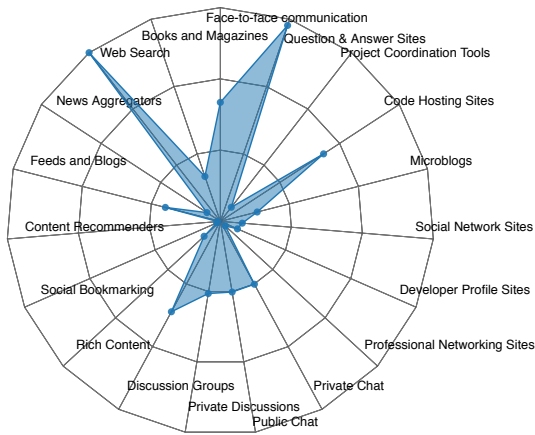 Face-to-face communication
Books and Magazines
Question & Answer Sites
Web Search
Project Coordination Tools
News Aggregators
Code Hosting Sites
Feeds and Blogs
Microblogs
Content Recommenders
Social Network Sites
Social Bookmarking
Developer Profile Sites
Rich Content
Professional Networking Sites
Discussion Groups
Private Chat
Private Discussions
Public Chat